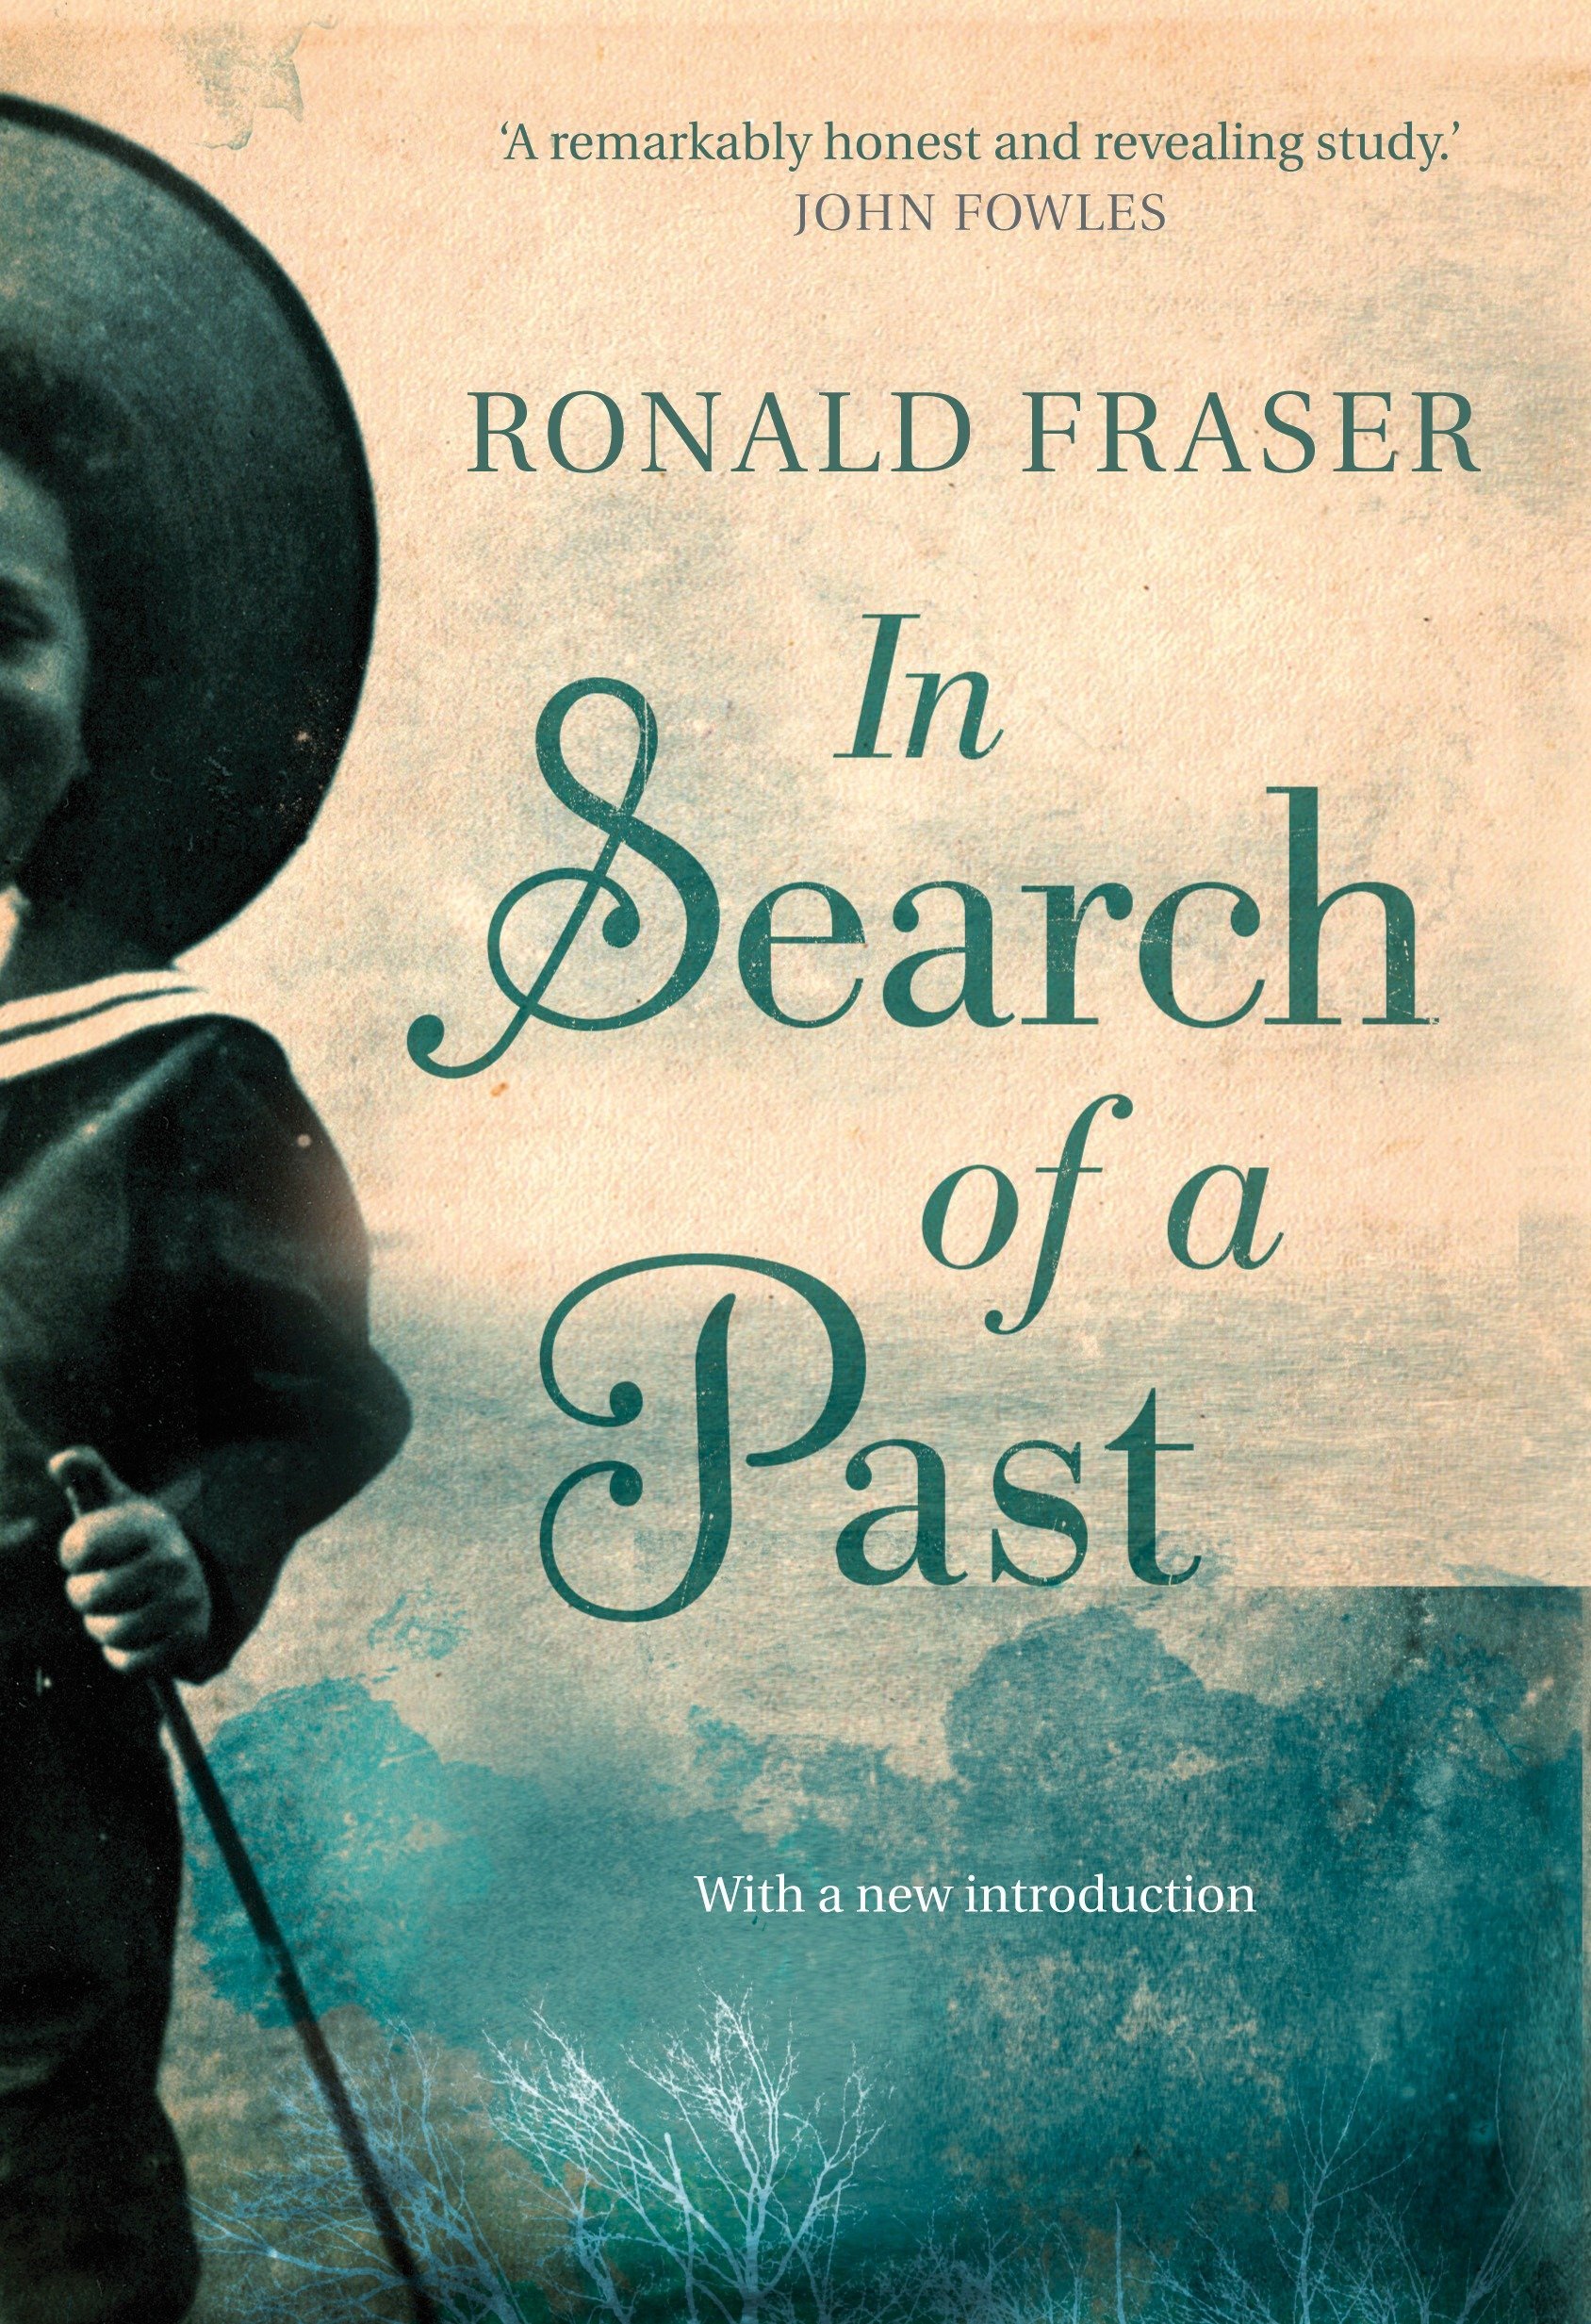 ‘A remarkably honest and revealing study.’
JOHN FOWLES
RONALD FRASER
In
Search
of a
Past
With a new introduction